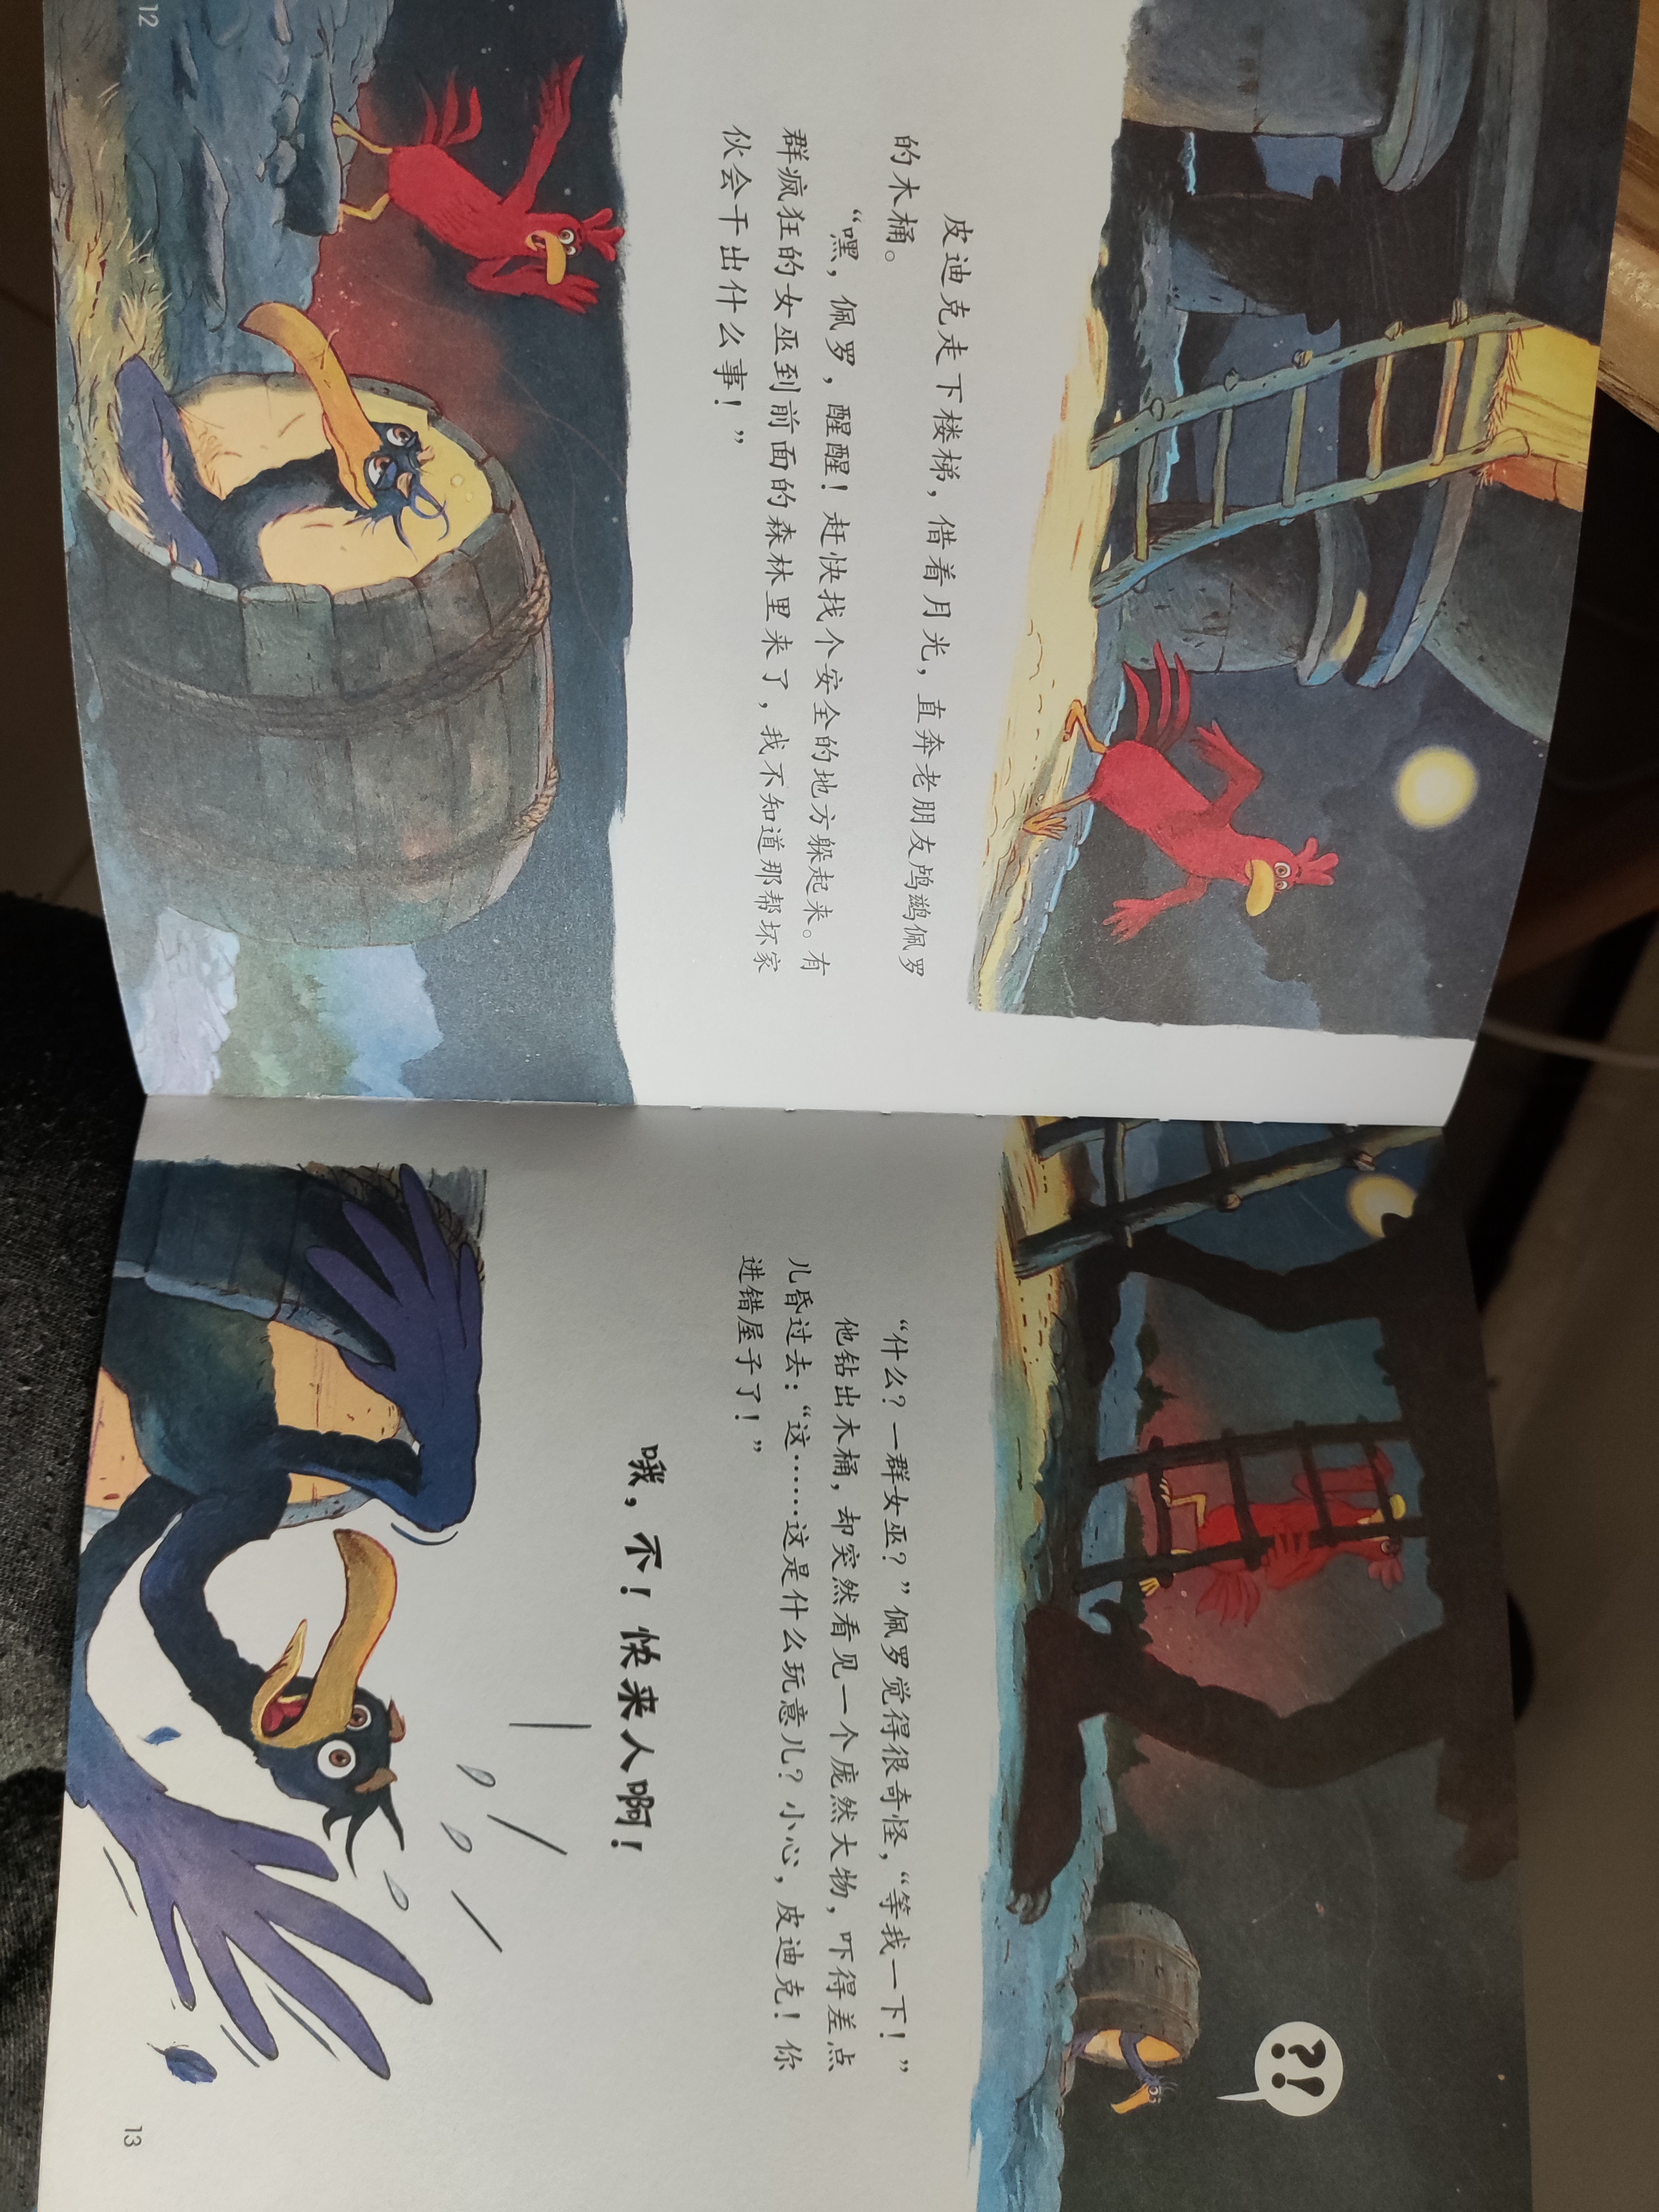 皮迪克走下楼梯，借着月光，直奔老朋友鸬鹚佩罗
的木桶。
“嘿，佩罗，醒醒！赶快找个安全的地方躲起来。有
群疯狂的女巫到前面的森林里来了，我不知道那帮坏家
伙会干出什么事！”
12
?!
“什么？一群女巫？”佩罗觉得很奇怪，“等我一下！”
他钻出木桶，却突然看见一个庞然大物，吓得差点
儿昏过去：“这……这是什么玩意儿？小心，皮迪克！你
进错屋子了！”
哦，不！快来人啊！
13